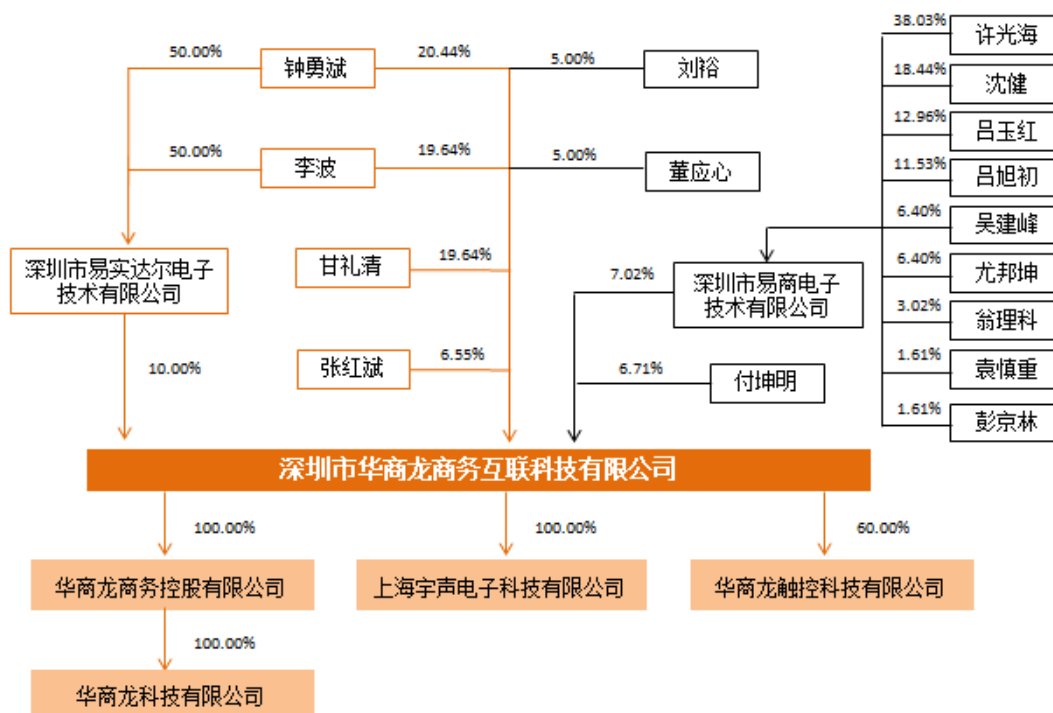 38.03%
许光海
50.00%
钟勇斌
20.44%
5.00%
刘裕
18.44%
沈健
12.96%
吕玉红
50.00%
李波
19.64%
5.00%
董应心
11.53%
吕旭初
6.40%
吴建峰
深圳市易实达尔电子
技术有限公司
甘礼清
19.64%
7.02%
深圳市易商电子
技术有限公司
6.40%
尤邦坤
3.02%
翁理科
10.00%
张红斌
6.55%
6.71%
付坤明
1.61%
袁慎重
1.61%
彭京林
深圳市华商龙商务互联科技有限公司
100.00%
100.00%
60.00%
华商龙商务控股有限公司
上海宇声电子科技有限公司
华商龙触控科技有限公司
100.00%
华商龙科技有限公司